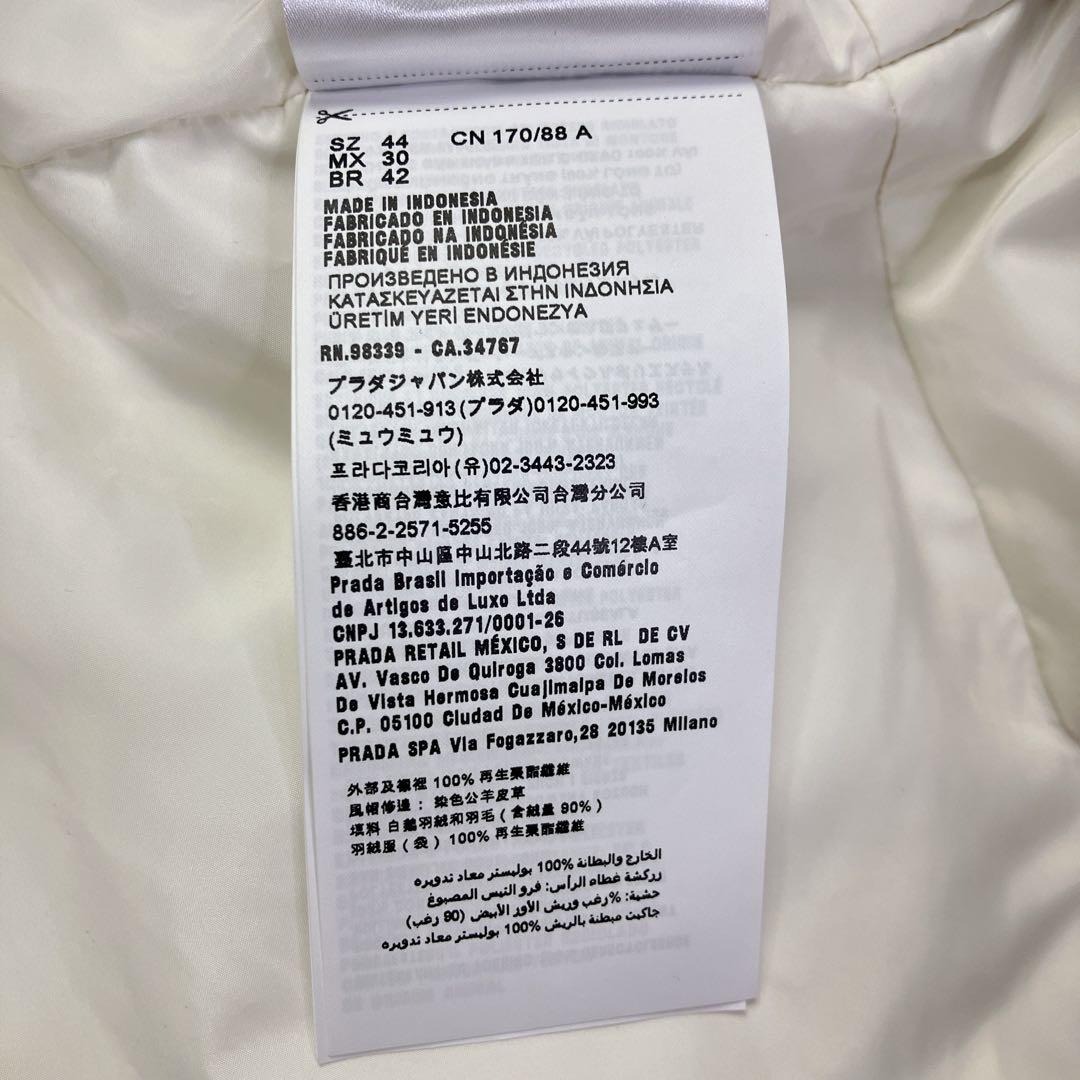 SZ 44 CN 170/88 A
MX 30
BR 42
MADE IN INDONESIA
FABRICADO EN INDONESIA
FABRICADO NA INDONÉSIA
FABRIQUÉ EN INDONÉSIE
ПРОИЗВЕДЕНО В ИНДОНЕЗИЯ
ΚΑΤΑΣΚΕΥΑΖΕΤΑΙ ΣΤΗΝ ΙΝΔΟΝΗΣΙΑ
ÜRETİM YERİ ENDONEZYA
RN.98339 - CA.34767
プラダジャパン株式会社
0120-451-913(プラダ)0120-451-993
(ミュウミュウ)
프라다코리아(유)02-3443-2323
香港商台灣意比有限公司台灣分公司
886-2-2571-5255
臺北市中山區中山北路二段44號12樓A室
Prada Brasil Importação e Comércio
de Artigos de Luxo Ltda
CNPJ 13.633.271/0001-26
PRADA RETAIL MÉXICO, S DE RL DE CV
AV. Vasco De Quiroga 3800 Col. Lomas
De Vista Hermosa Cuajimalpa De Morelos
C.P. 05100 Ciudad De México-México
PRADA SPA Via Fogazzaro,28 20135 Milano
外部及襯裡 100% 再生聚酯纖維
風帽修邊： 染色公羊皮草
填料 白鵝羽絨和羽毛（含絨量 90%）
羽絨服（袋）100% 再生聚酯纖維
الخارج والبطانة %100 بوليستر معاد تدويره
زركشة غطاء الرأس: فرو التيس المصبوغ
حشية: %رغب وريش الأوز الأبيض (90 رغب)
جاكيت مبطنة بالريش %100 بوليستر معاد تدويره